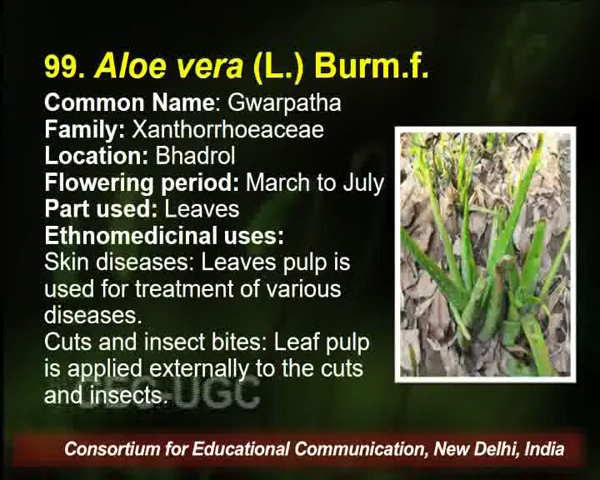 99. Aloe vera (L.) Burm.f.
Common Name: Gwarpatha
Family: Xanthorrhoeaceae
Location: Bhadrol
Flowering period: March to July
Part used: Leaves
Ethnomedicinal uses:
Skin diseases: Leaves pulp is
used for treatment of various
diseases.
Cuts and insect bites: Leaf pulp
is applied externally to the cuts
and insects.
CEC-UGC
Consortium for Educational Communication, New Delhi, India